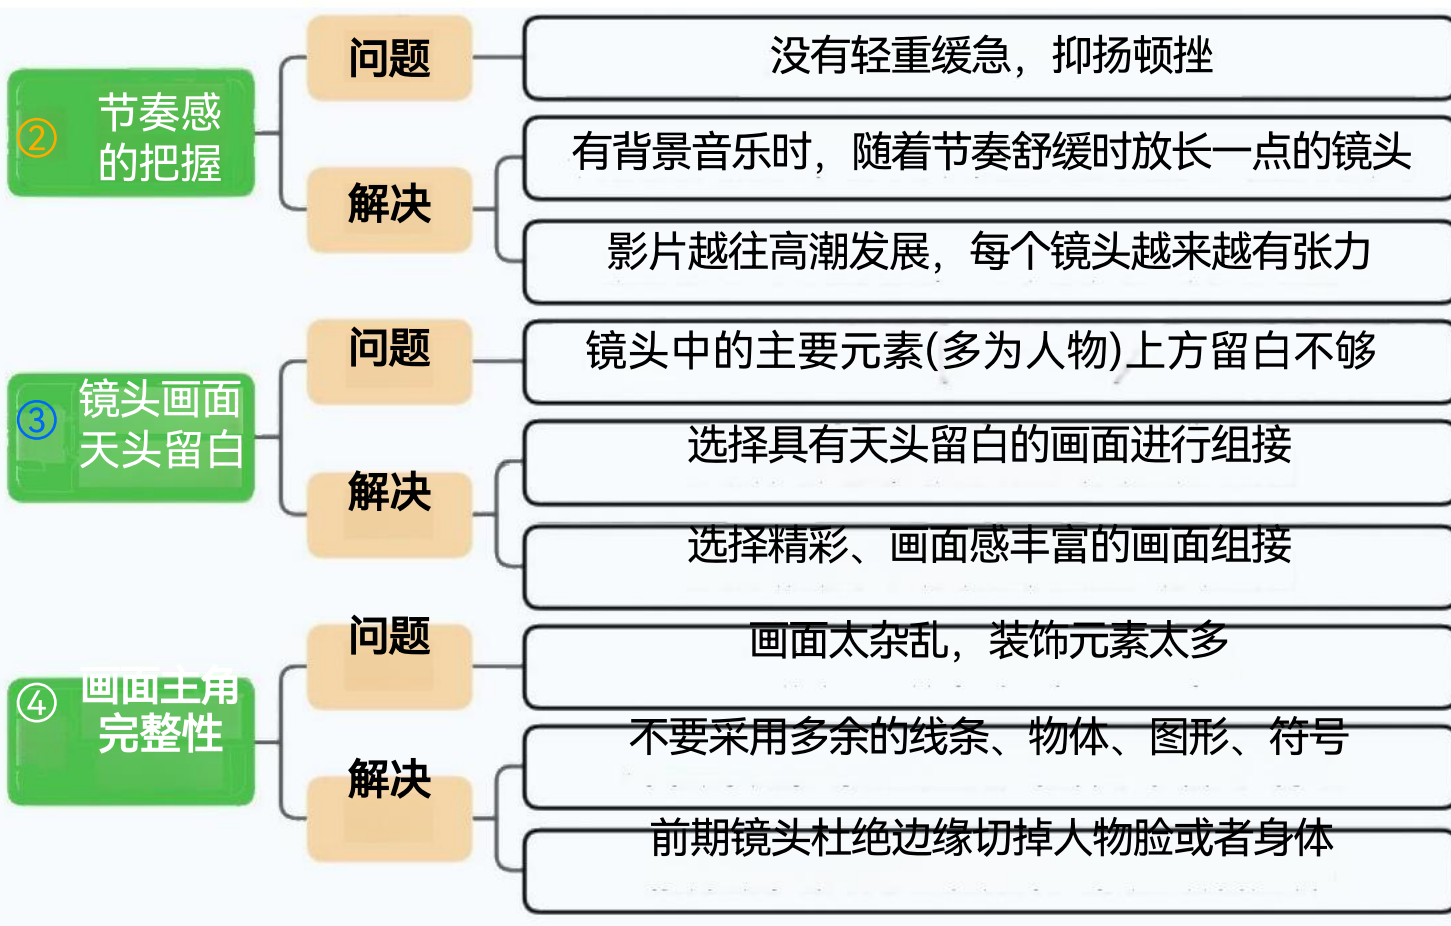 ②
节奏感
的把握
问题
没有轻重缓急，抑扬顿挫
解决
有背景音乐时，随着节奏舒缓时放长一点的镜头
影片越往高潮发展，每个镜头越来越有张力
③
镜头画面
天头留白
问题
镜头中的主要元素(多为人物)上方留白不够
解决
选择具有天头留白的画面进行组接
选择精彩、画面感丰富的画面组接
④
画面主角
完整性
问题
画面太杂乱，装饰元素太多
解决
不要采用多余的线条、物体、图形、符号
前期镜头杜绝边缘切掉人物脸或者身体